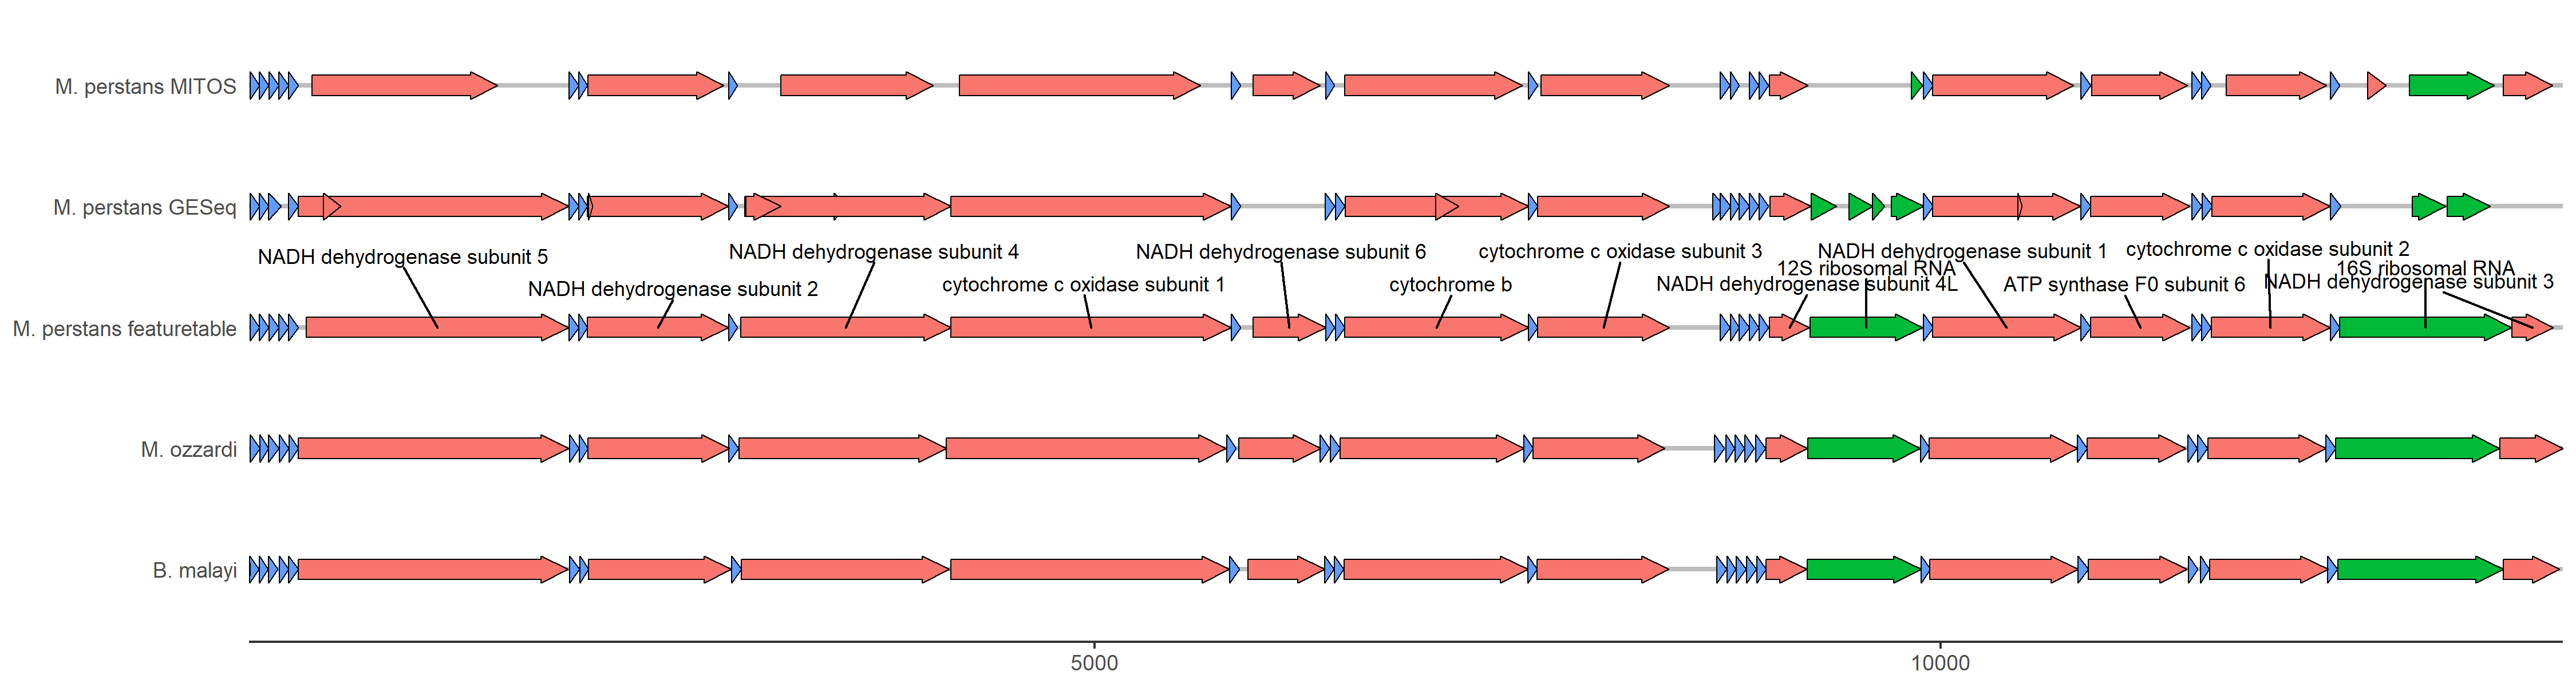 M. perstans MITOS
M. perstans GESeq
NADH dehydrogenase subunit 5
NADH dehydrogenase subunit 4
NADH dehydrogenase subunit 6
cytochrome c oxidase subunit 3
NADH dehydrogenase subunit 1
cytochrome c oxidase subunit 2
12S ribosomal RNA
16S ribosomal RNA
NADH dehydrogenase subunit 2
cytochrome c oxidase subunit 1
cytochrome b
NADH dehydrogenase subunit 4L
ATP synthase F0 subunit 6
NADH dehydrogenase subunit 3
M. perstans featuretable
M. ozzardi
B. malayi
5000
10000